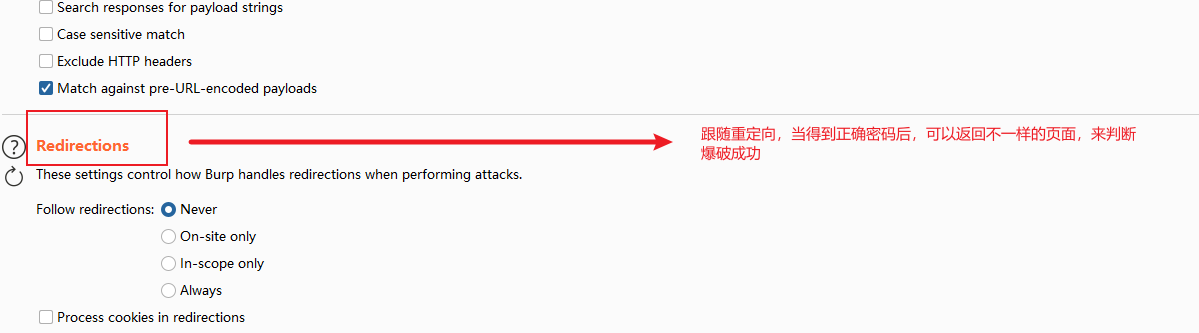 Search responses for payload strings
Case sensitive match
Exclude HTTP headers
Match against pre-URL-encoded payloads
Redirections
跟随重定向，当得到正确密码后，可以返回不一样的页面，来判断
爆破成功
These settings control how Burp handles redirections when performing attacks.
Follow redirections: Never
On-site only
In-scope only
Always
Process cookies in redirections